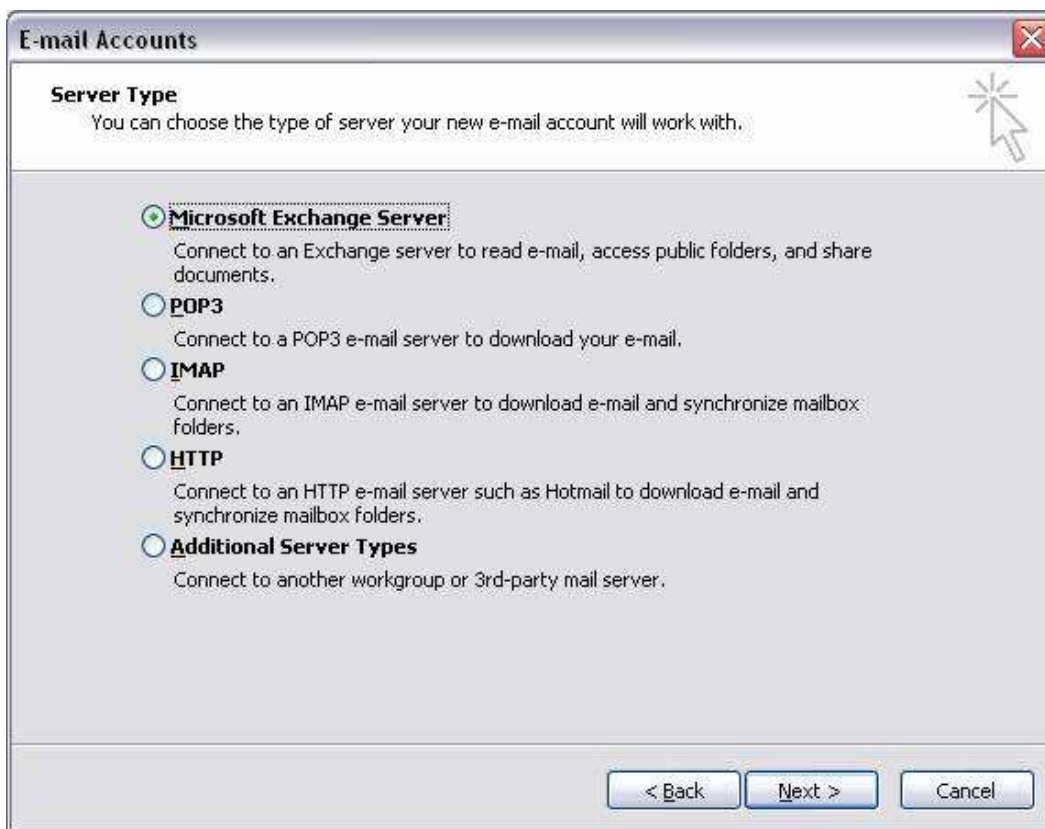 E-mail Accounts
Server Type
You can choose the type of server your new e-mail account will work with.
Microsoft Exchange Server
Connect to an Exchange server to read e-mail, access public folders, and share
documents.
POP3
Connect to a POP3 e-mail server to download your e-mail.
IMAP
Connect to an IMAP e-mail server to download e-mail and synchronize mailbox
folders.
HTTP
Connect to an HTTP e-mail server such as Hotmail to download e-mail and
synchronize mailbox folders.
Additional Server Types
Connect to another workgroup or 3rd-party mail server.
< Back
Next >
Cancel